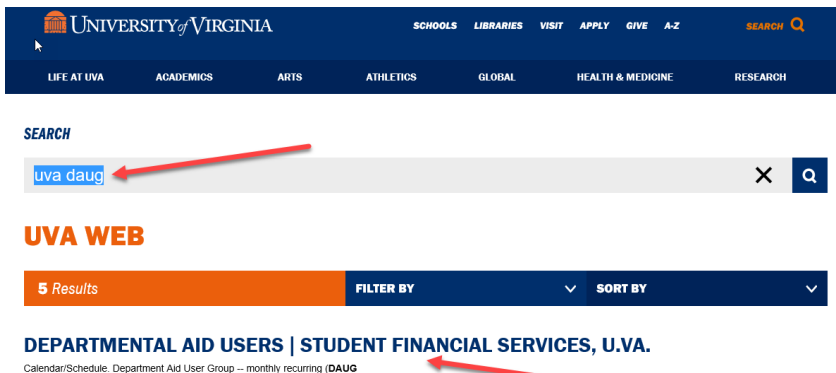 UNIVERSITY of VIRGINIA SCHOOLS LIBRARIES VISIT APPLY GIVE A-Z SEARCH
LIFE AT UVA ACADEMICS ARTS ATHLETICS GLOBAL HEALTH & MEDICINE RESEARCH
SEARCH
uva daug
UVA WEB
5 Results FILTER BY SORT BY
DEPARTMENTAL AID USERS | STUDENT FINANCIAL SERVICES, U.VA.
Calendar/Schedule. Department Aid User Group -- monthly recurring (DAUG